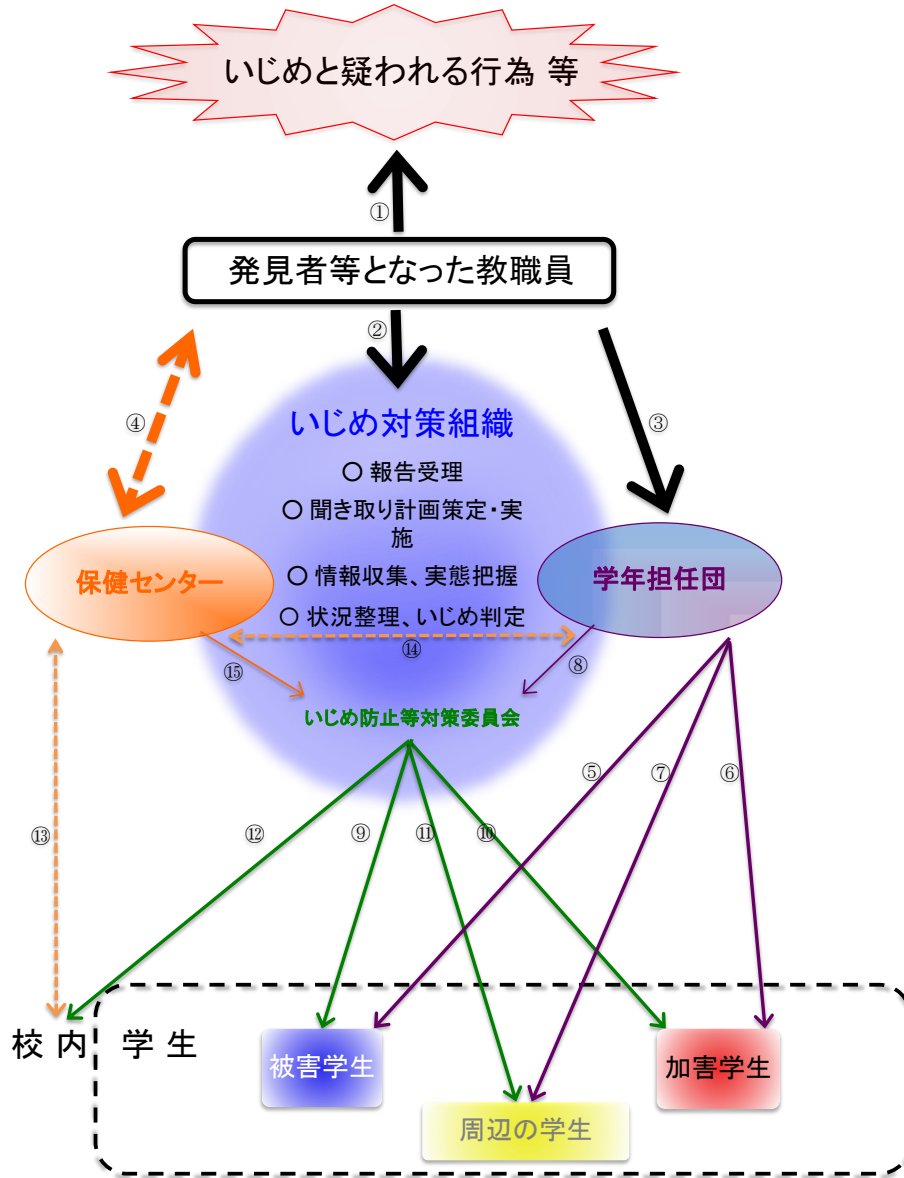 いじめと疑われる行為 等
①
発見者等となった教職員
②
③
④
いじめ対策組織
○ 報告受理
○ 聞き取り計画策定・実
施
○ 情報収集、実態把握
○ 状況整理、いじめ判定
保健センター
学年担任団
⑭
⑮
⑧
いじめ防止等対策委員会
⑤
⑦
⑥
⑬
⑫
⑨
⑪
⑩
校 内
学 生
被害学生
加害学生
周辺の学生